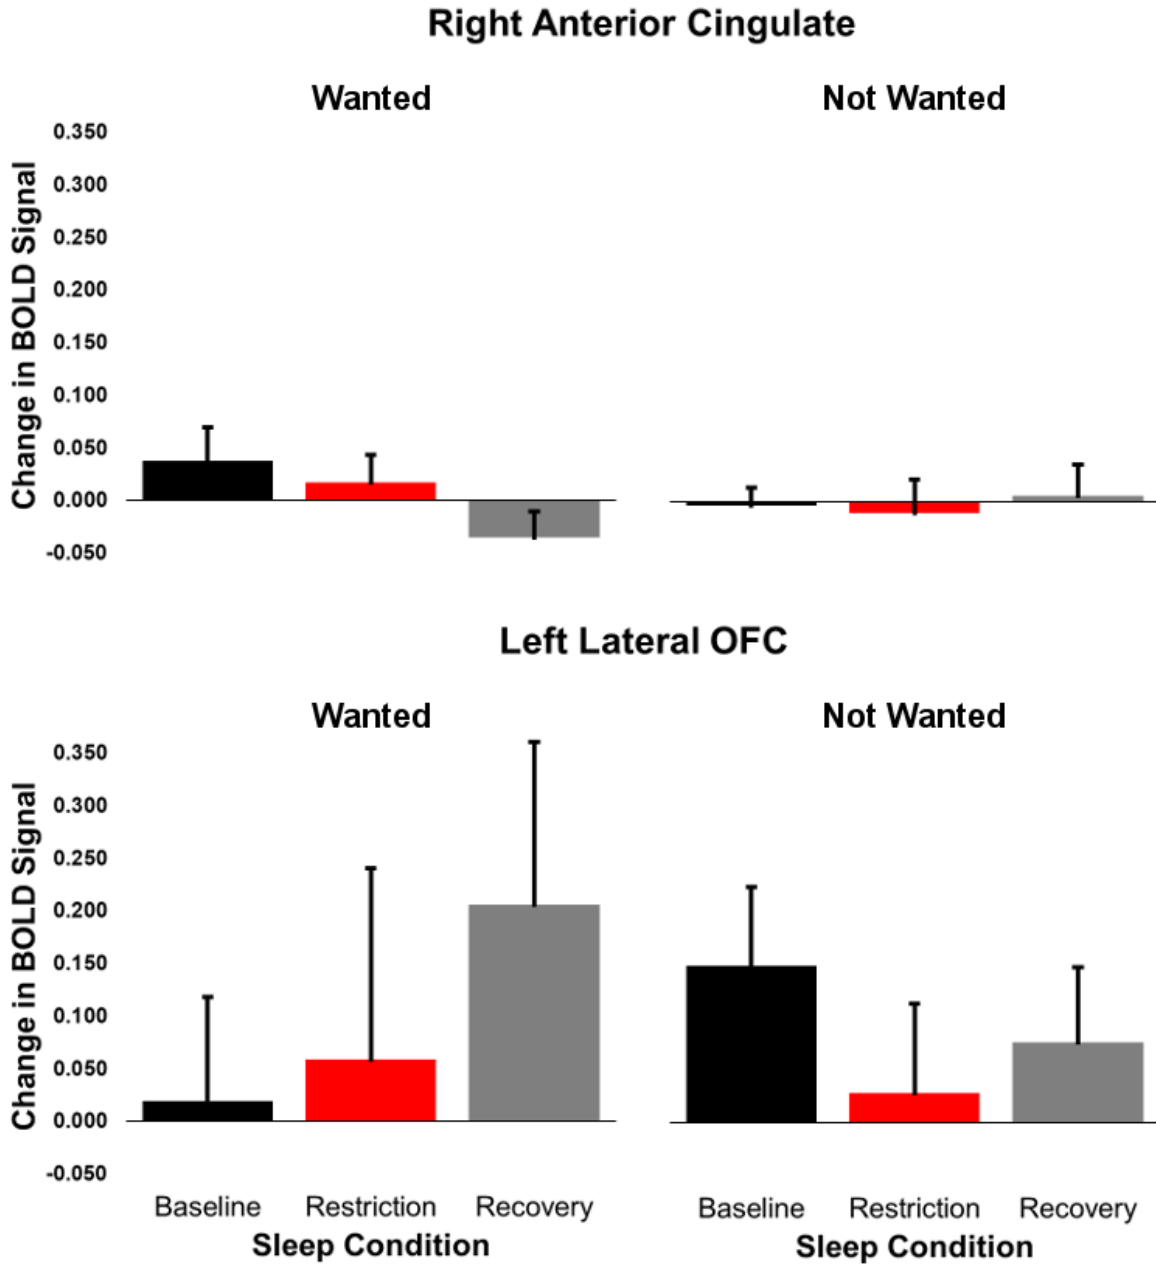 Right Anterior Cingulate
Wanted
Not Wanted
Change in BOLD Signal
0.350
0.300
0.250
0.200
0.150
0.100
0.050
0.000
-0.050
Left Lateral OFC
Wanted
Not Wanted
Change in BOLD Signal
0.350
0.300
0.250
0.200
0.150
0.100
0.050
0.000
-0.050
Baseline Restriction Recovery
Baseline Restriction Recovery
Sleep Condition
Sleep Condition